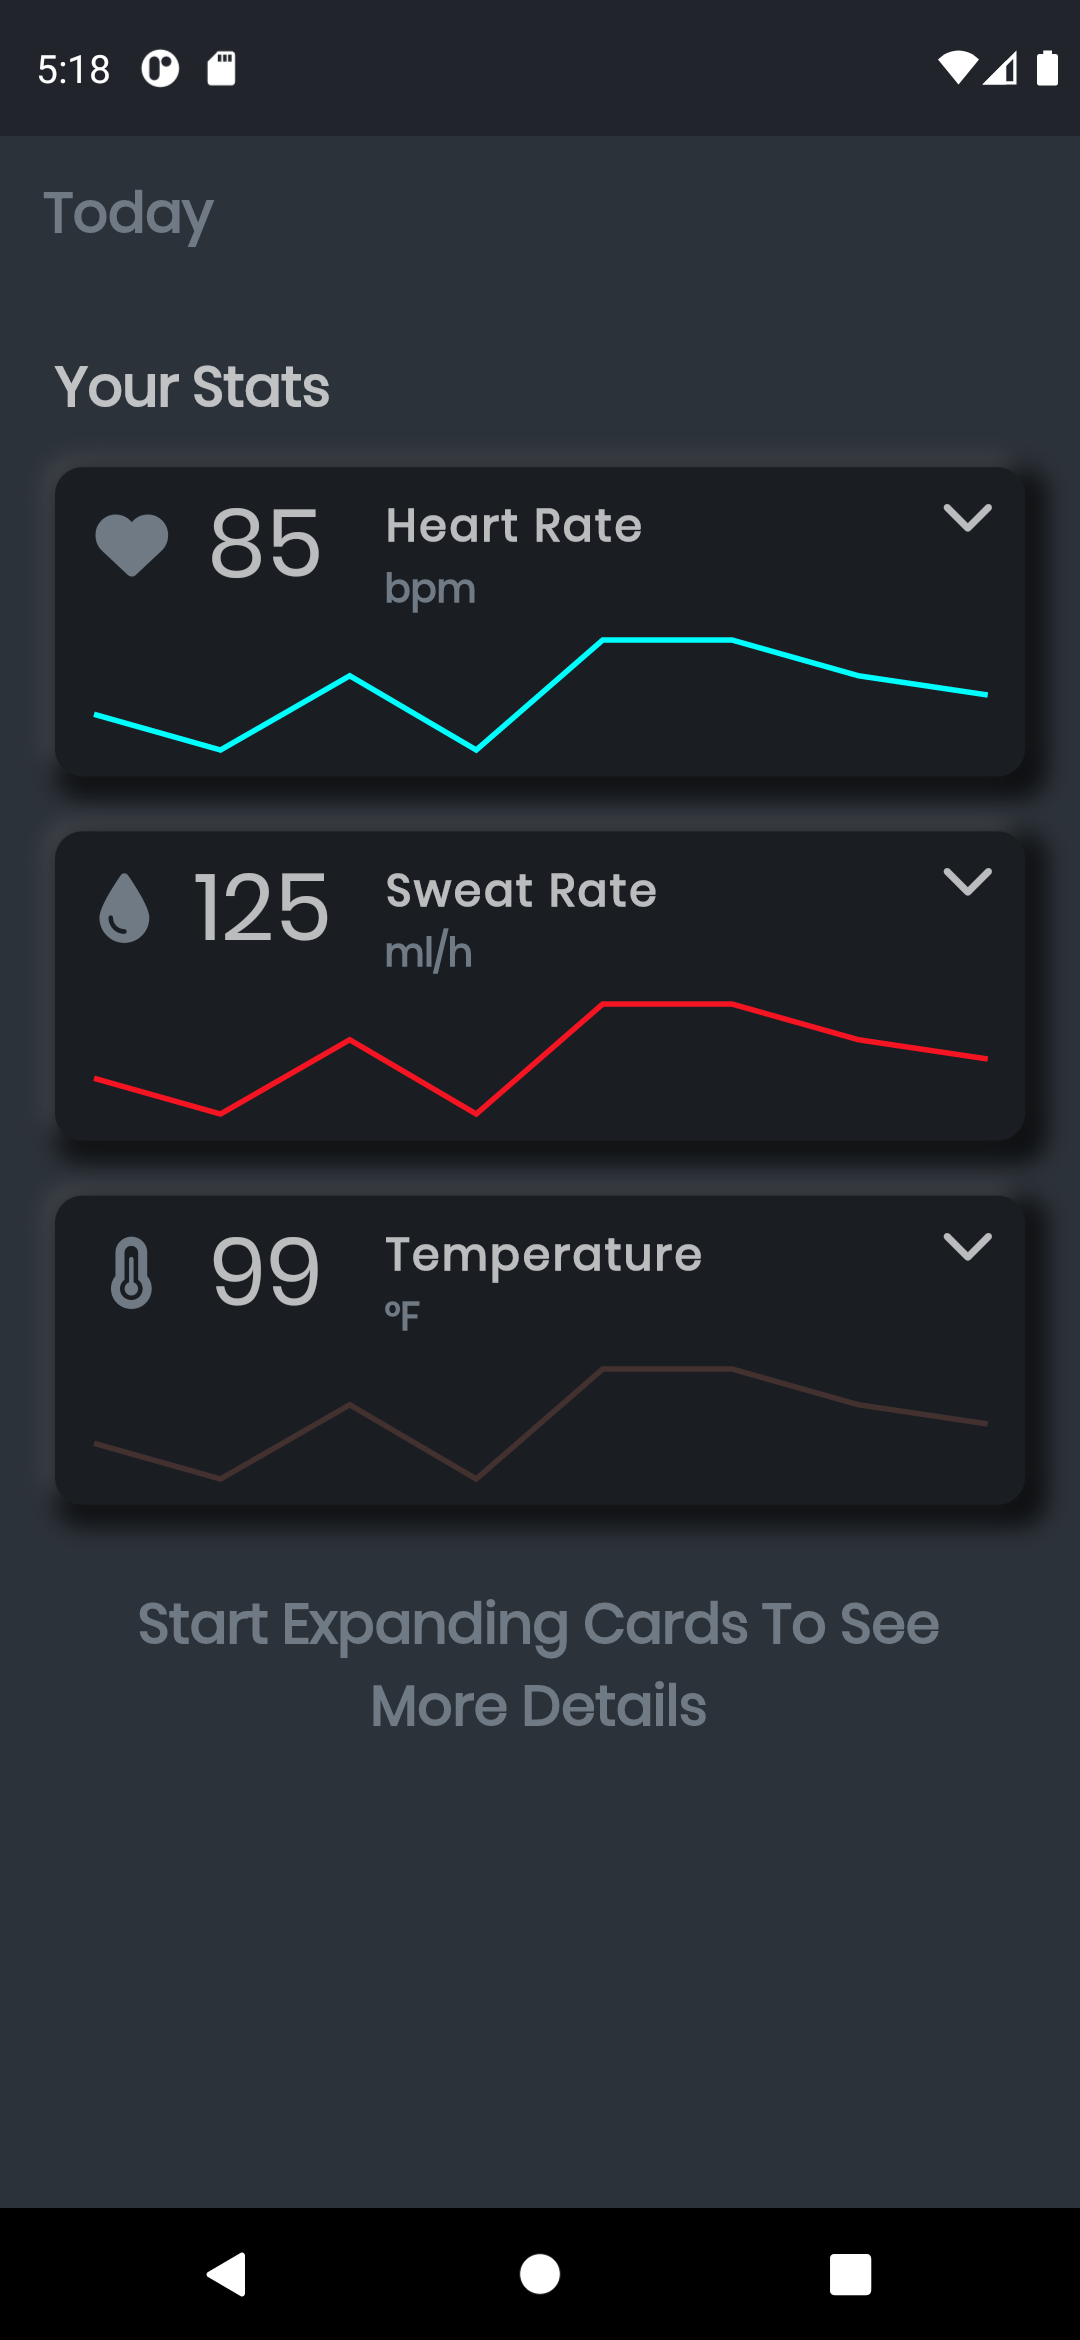 5:18
Today
Your Stats
85 Heart Rate
bpm
125 Sweat Rate
ml/h
99 Temperature
°F
Start Expanding Cards To See
More Details